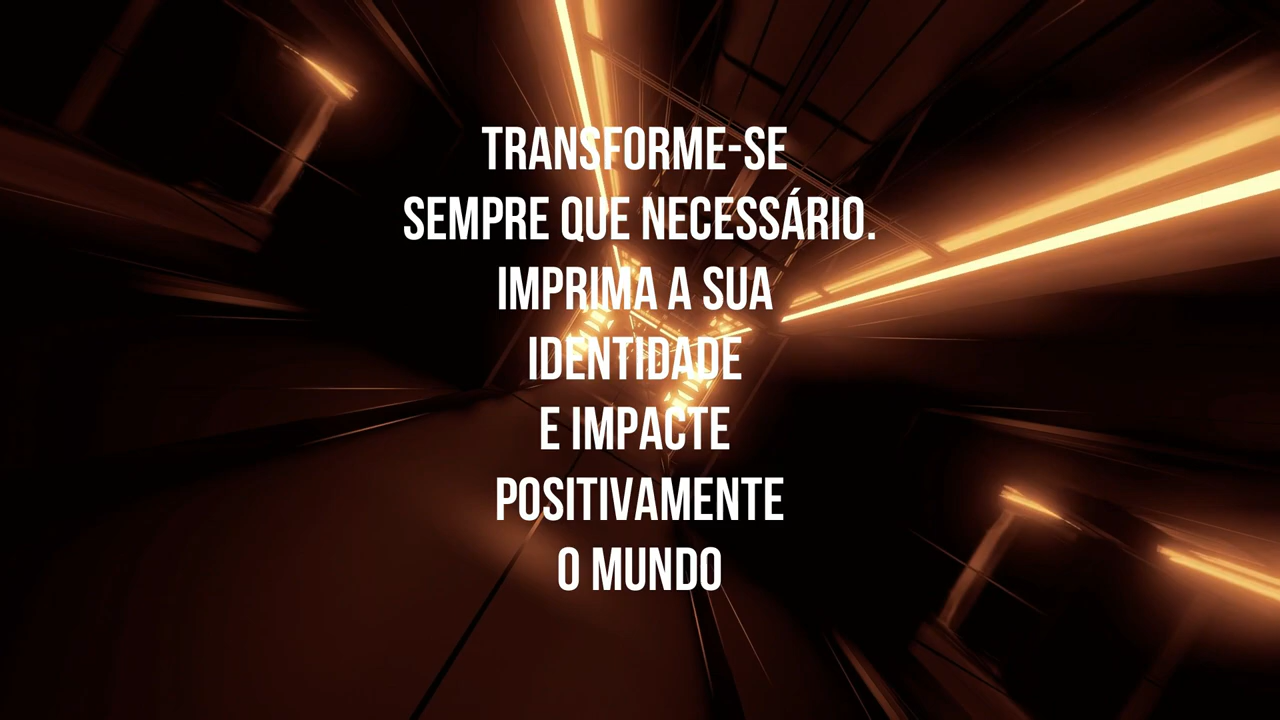 TRANSFORME-SE
SEMPRE QUE NECESSÁRIO.
IMPRIMA A SUA
IDENTIDADE
E IMPACTE
POSITIVAMENTE
O MUNDO